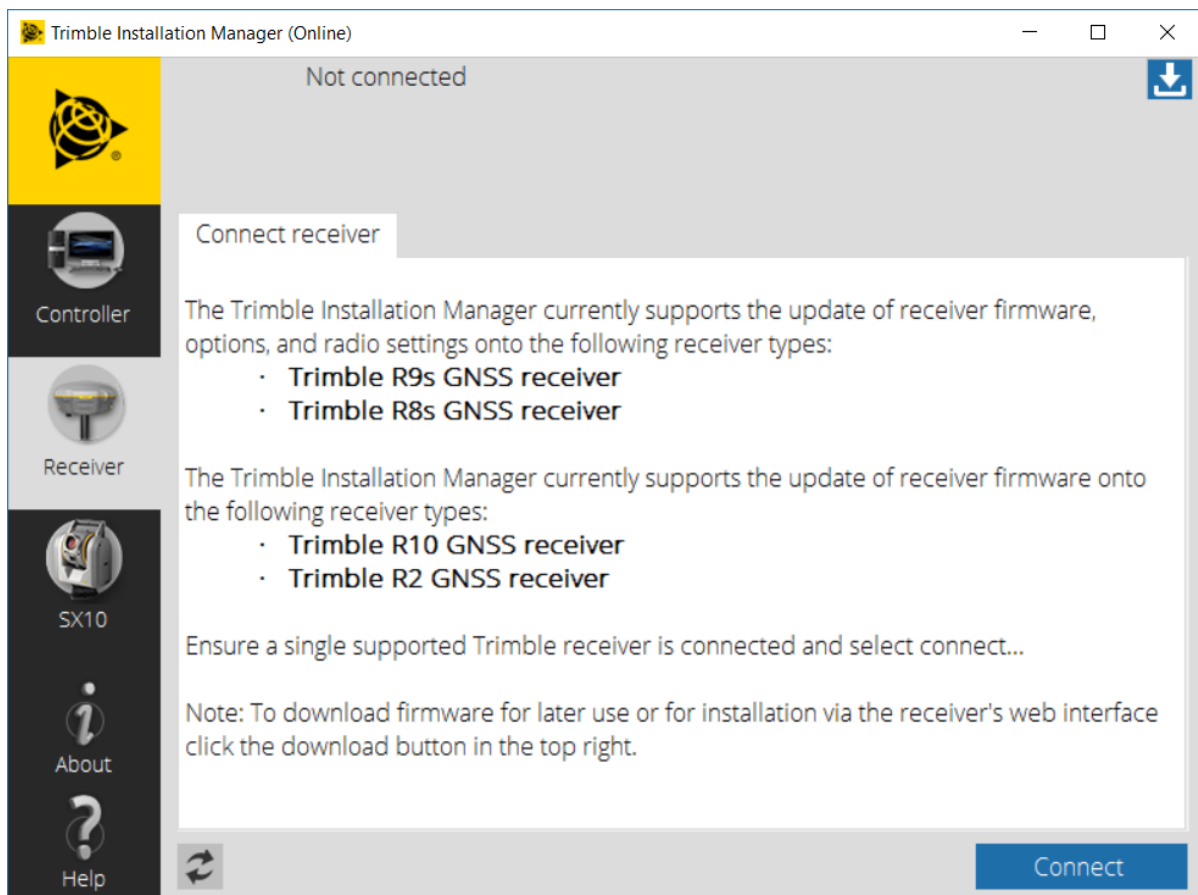 Trimble Installation Manager (Online)
Not connected
Controller
Receiver
SX10
About
Help
Connect receiver
The Trimble Installation Manager currently supports the update of receiver firmware,
options, and radio settings onto the following receiver types:
· Trimble R9s GNSS receiver
· Trimble R8s GNSS receiver
The Trimble Installation Manager currently supports the update of receiver firmware onto
the following receiver types:
· Trimble R10 GNSS receiver
· Trimble R2 GNSS receiver
Ensure a single supported Trimble receiver is connected and select connect...
Note: To download firmware for later use or for installation via the receiver's web interface
click the download button in the top right.
Connect